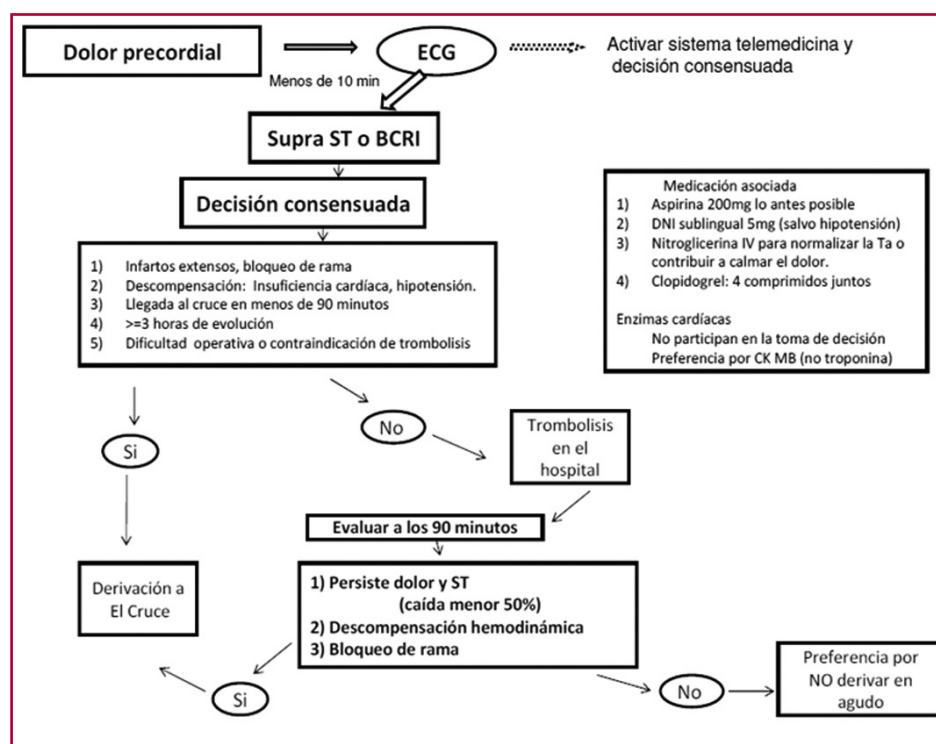 Dolor precordial
ECG
Activar sistema telemedicina y
decisión consensuada
Menos de 10 min
Supra ST o BCRI
Decisión consensuada
1) Infartos extensos, bloqueo de rama
2) Descompensación: Insuficiencia cardíaca, hipotensión.
3) Llegada al cruce en menos de 90 minutos
4) >=3 horas de evolución
5) Dificultad operativa o contraindicación de trombolisis
Medicación asociada
1) Aspirina 200mg lo antes posible
2) DNI sublingual 5mg (salvo hipotensión)
3) Nitroglicerina IV para normalizar la Ta o
contribuir a calmar el dolor.
4) Clopidogrel: 4 comprimidos juntos
Enzimas cardíacas
No participan en la toma de decisión
Preferencia por CK MB (no troponina)
Si
No
Trombolisis
en el
hospital
Evaluar a los 90 minutos
Derivación a
El Cruce
1) Persiste dolor y ST
(caída menor 50%)
2) Descompensación hemodinámica
3) Bloqueo de rama
Si
No
Preferencia por
NO derivar en
agudo